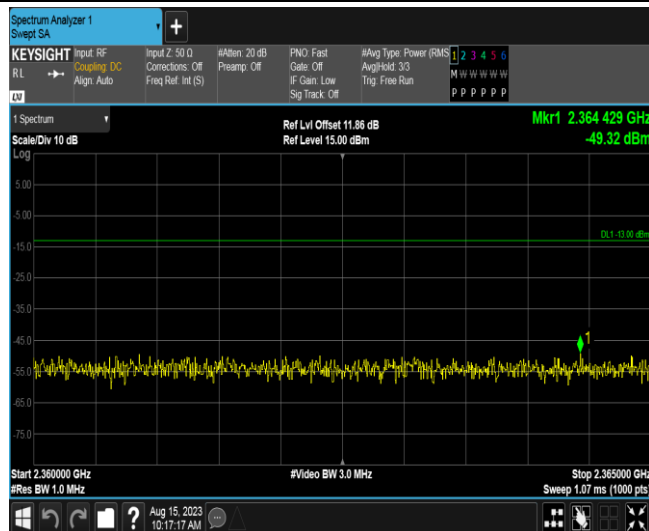 Spectrum Analyzer 1
Swept SA
+
KEYSIGHT
RL
LXI
Input: RF
Coupling: DC
Align: Auto
Input Z: 50 Ω
Corrections: Off
Freq Ref: Int (S)
#Atten: 20 dB
Preamp: Off
PNO: Fast
Gate: Off
IF Gain: Low
Sig Track: Off
#Avg Type: Power (RMS
Avg|Hold: 3/3
Trig: Free Run
1 2 3 4 5 6
M W W W W W
P P P P P P
1 Spectrum
Scale/Div 10 dB
Log
Ref Lvl Offset 11.86 dB
Ref Level 15.00 dBm
Mkr1 2.364 429 GHz
-49.32 dBm
5.00
-5.00
DL1 -13.00 dBm
-15.0
-25.0
-35.0
-45.0
1
-55.0
-65.0
-75.0
Start 2.360000 GHz
#Video BW 3.0 MHz
Stop 2.365000 GHz
#Res BW 1.0 MHz
Sweep 1.07 ms (1000 pts)
?
Aug 15, 2023
10:17:17 AM